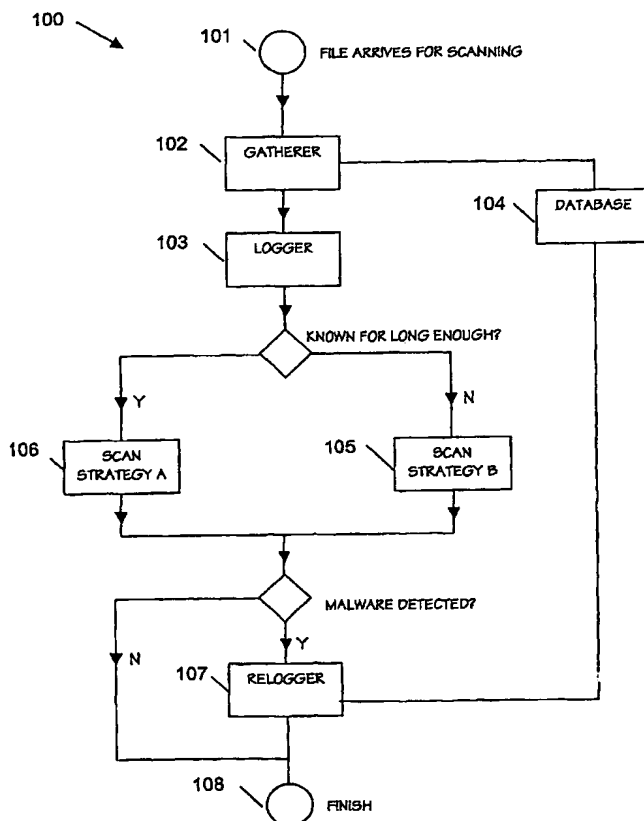 100
101
FILE ARRIVES FOR SCANNING
102
GATHERER
104
DATABASE
103
LOGGER
KNOWN FOR LONG ENOUGH?
Y
N
106
SCAN
STRATEGY A
105
SCAN
STRATEGY B
MALWARE DETECTED?
N
Y
107
RELOGGER
108
FINISH